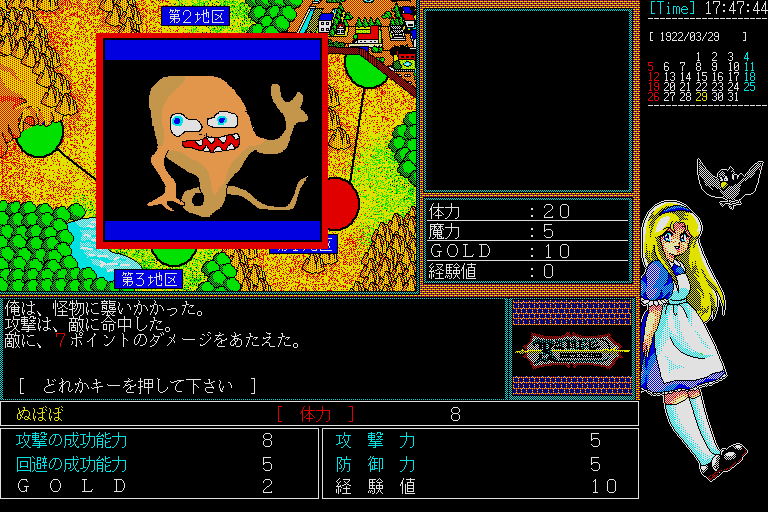 第２地区
[Time] 17:47:44
[ 1922/03/29 ]
1 2 3 4
5 6 7 8 9 10 11
12 13 14 15 16 17 18
19 20 21 22 23 24 25
26 27 28 29 30 31
体力 :２０
魔力 :５
ＧＯＬＤ :１０
経験値 :０
区
第３地区
俺は、怪物に襲いかかった。
攻撃は、敵に命中した。
敵に、７ポイントのダメージをあたえた。
［ どれかキーを押して下さい ］
ぬぼぼ ［ 体力 ］ ８
攻撃の成功能力 ８
回避の成功能力 ５
ＧＯＬＤ ２
攻撃力 ５
防御力 ５
経験値 １０